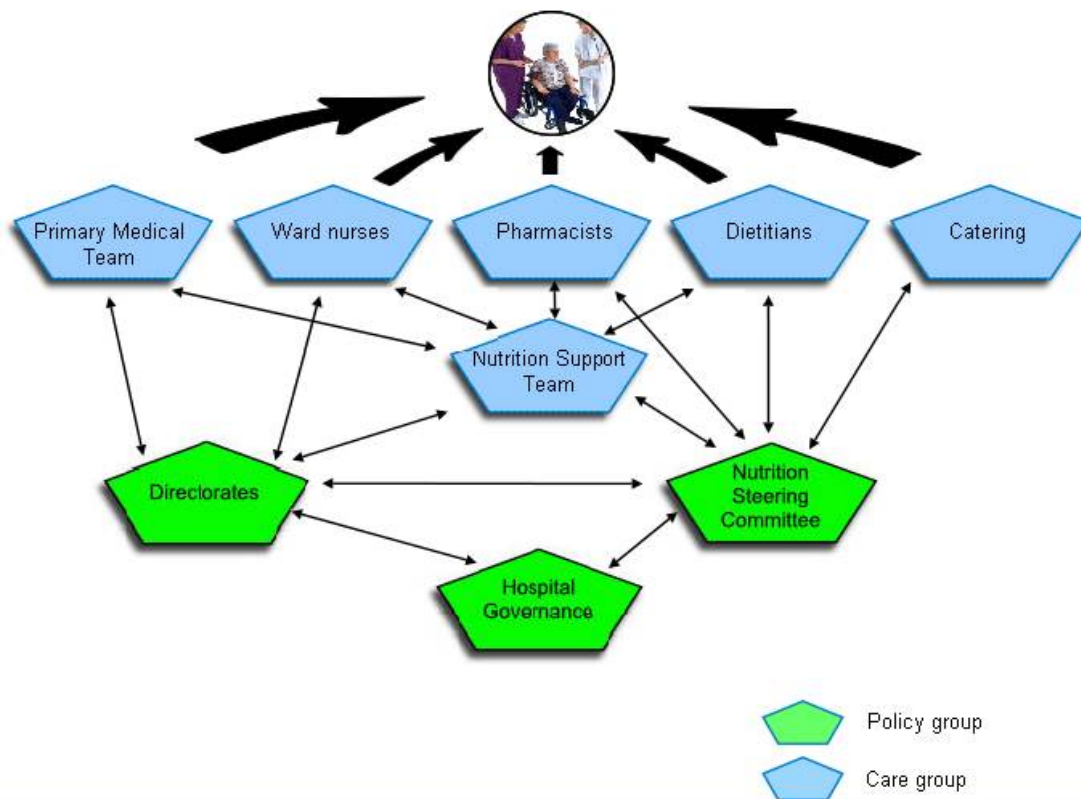 Primary Medical
Team
Ward nurses
Pharmacists
Dietitians
Catering
Nutrition Support
Team
Directorates
Nutrition
Steering
Committee
Hospital
Governance
Policy group
Care group